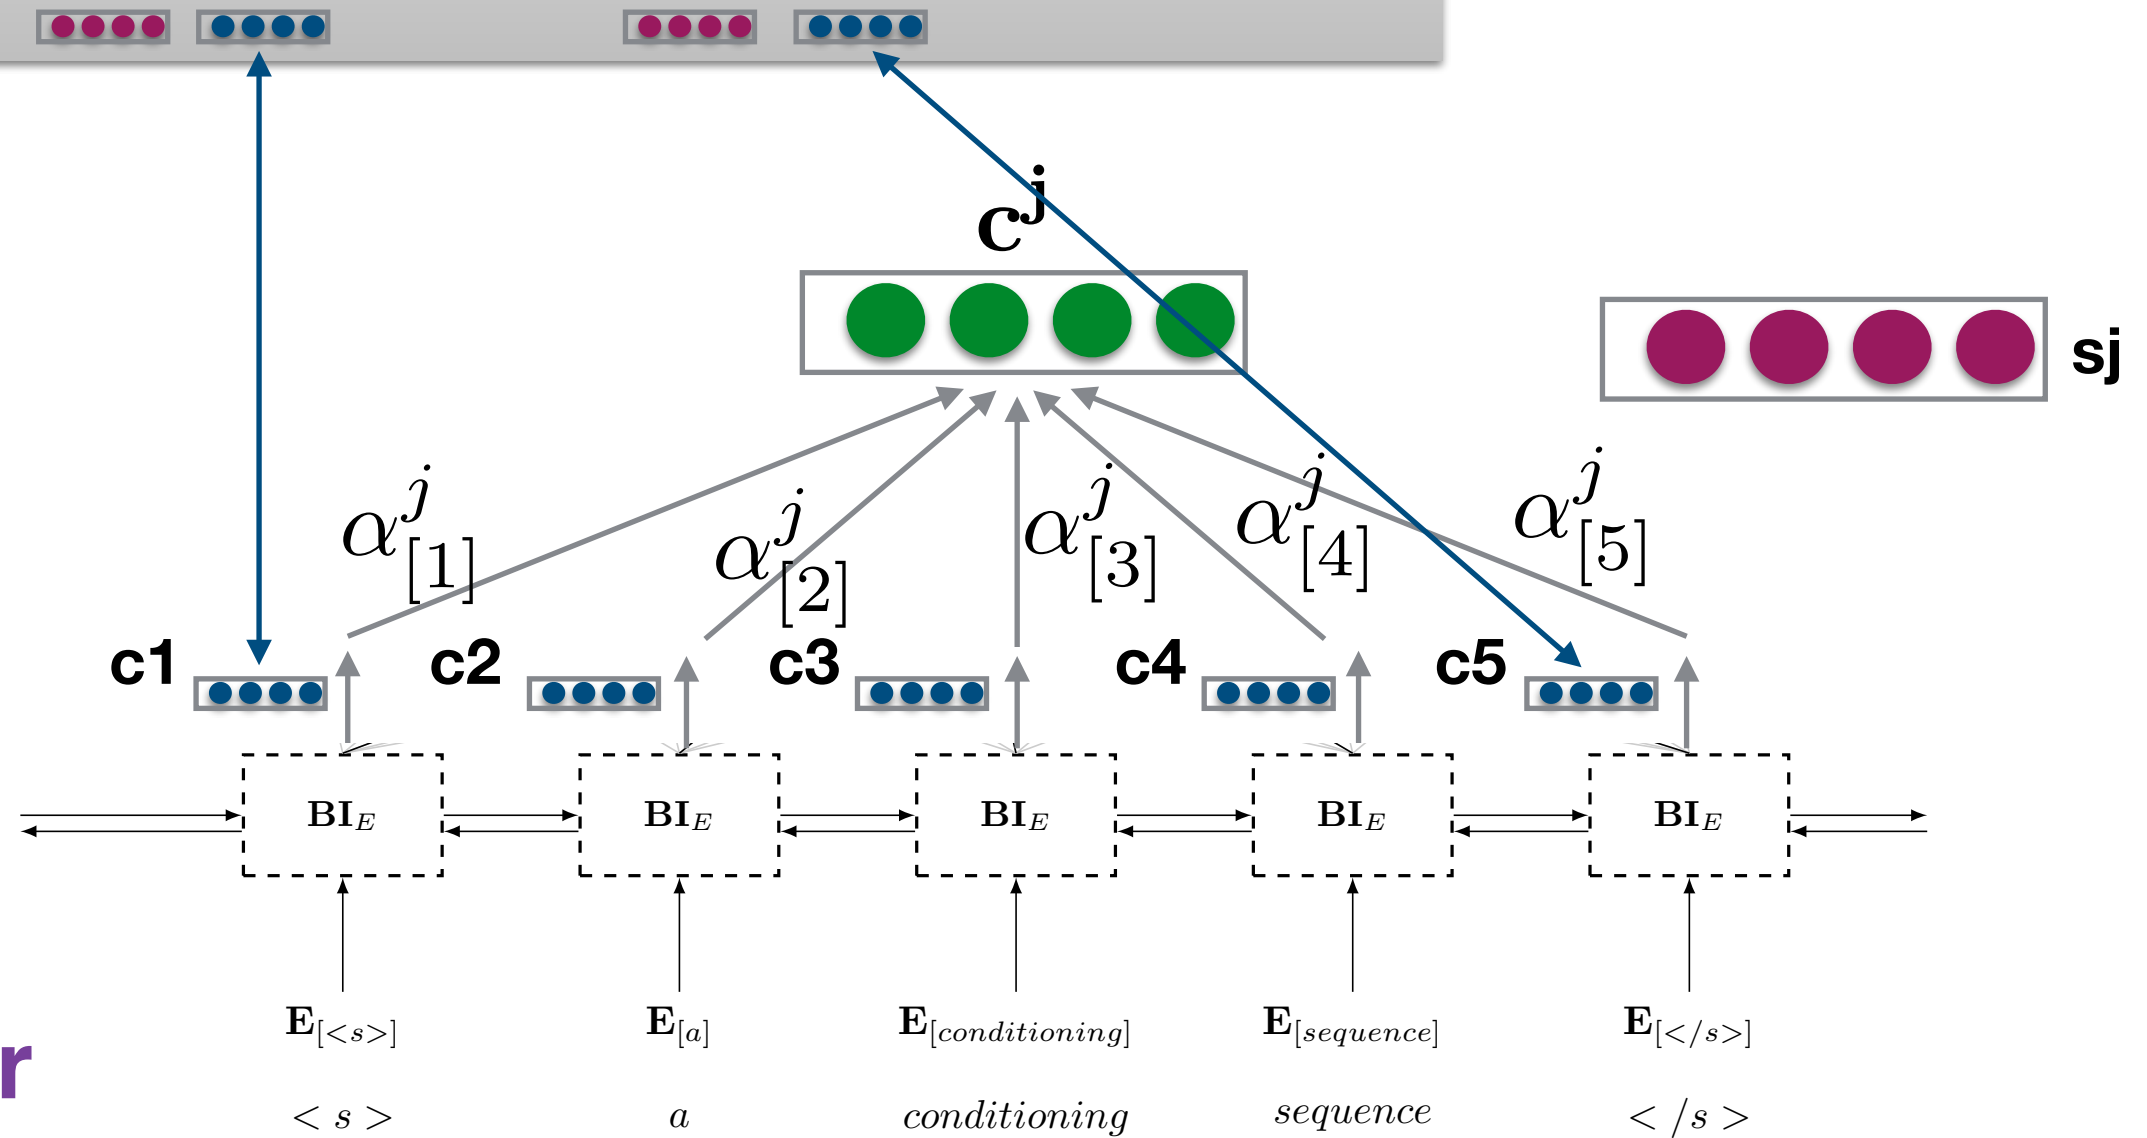 c^j
sj
α^j_[1] α^j_[2] α^j_[3] α^j_[4] α^j_[5]
c1 c2 c3 c4 c5
BI_E BI_E BI_E BI_E BI_E
E_[<s>] E_[a] E_[conditioning] E_[sequence] E_[</s>]
r
< s > a conditioning sequence < /s >